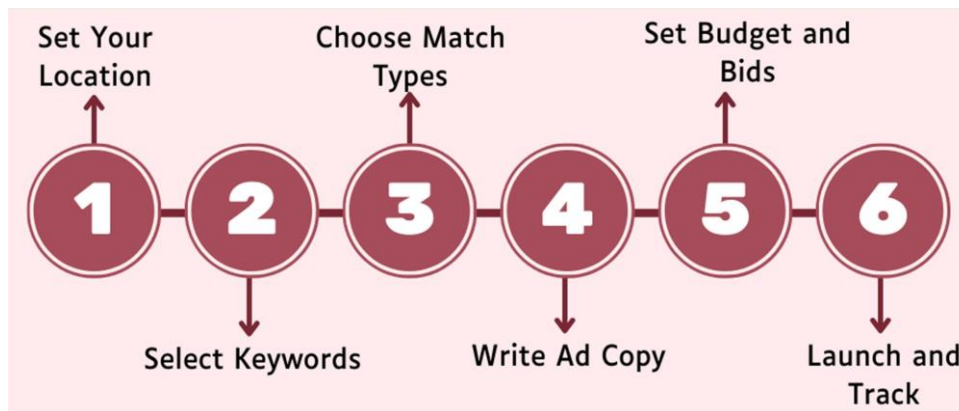 Set Your
Location
Choose Match
Types
Set Budget and
Bids
1
2
3
4
5
6
Select Keywords
Write Ad Copy
Launch and
Track